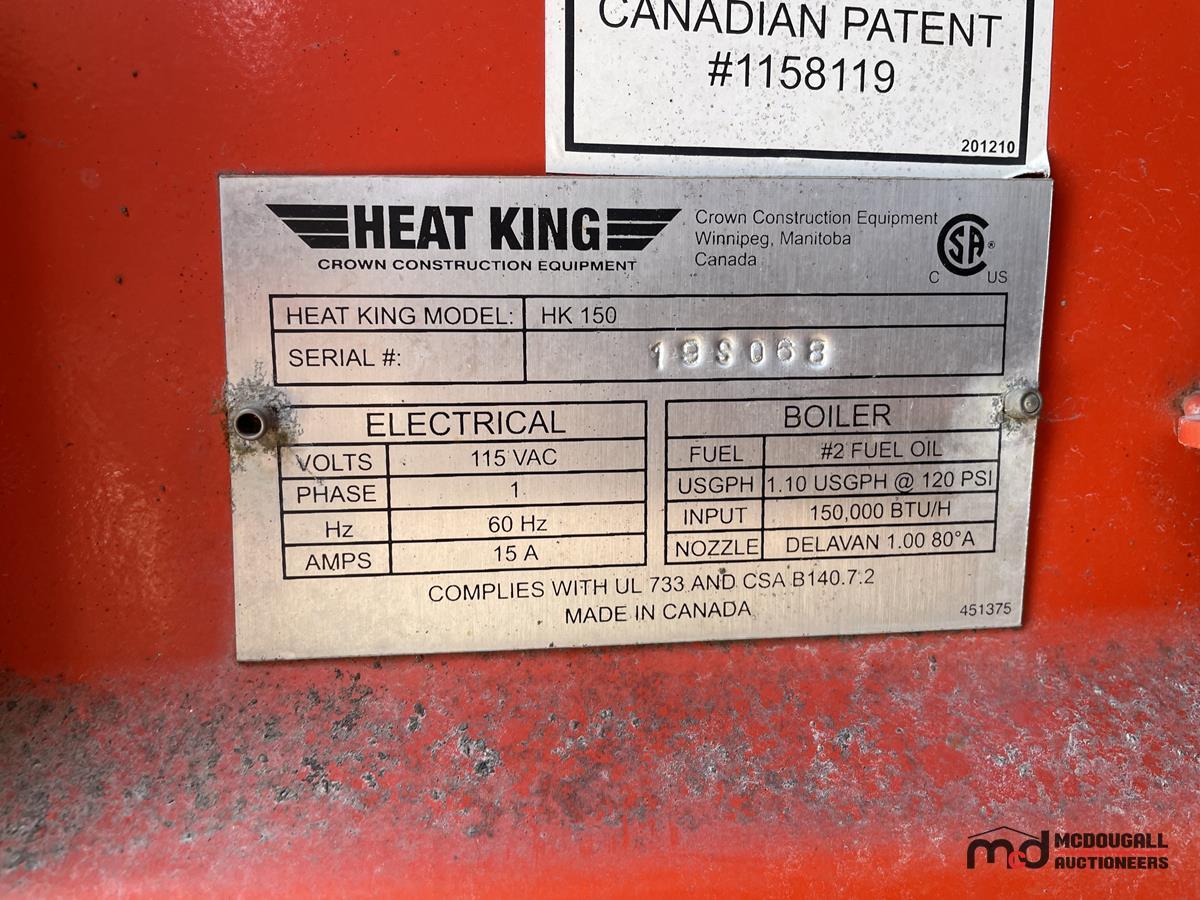 CANADIAN PATENT
#1158119
201210
HEAT KING
CROWN CONSTRUCTION EQUIPMENT
Crown Construction Equipment
Winnipeg, Manitoba
Canada
CSA®
C US
HEAT KING MODEL: HK 150
SERIAL #: 19S068
ELECTRICAL
VOLTS 115 VAC
PHASE 1
Hz 60 Hz
AMPS 15 A
BOILER
FUEL #2 FUEL OIL
USGPH 1.10 USGPH @ 120 PSI
INPUT 150,000 BTU/H
NOZZLE DELAVAN 1.00 80°A
COMPLIES WITH UL 733 AND CSA B140.7.2
MADE IN CANADA
451375
md MCDOUGALL
AUCTIONEERS